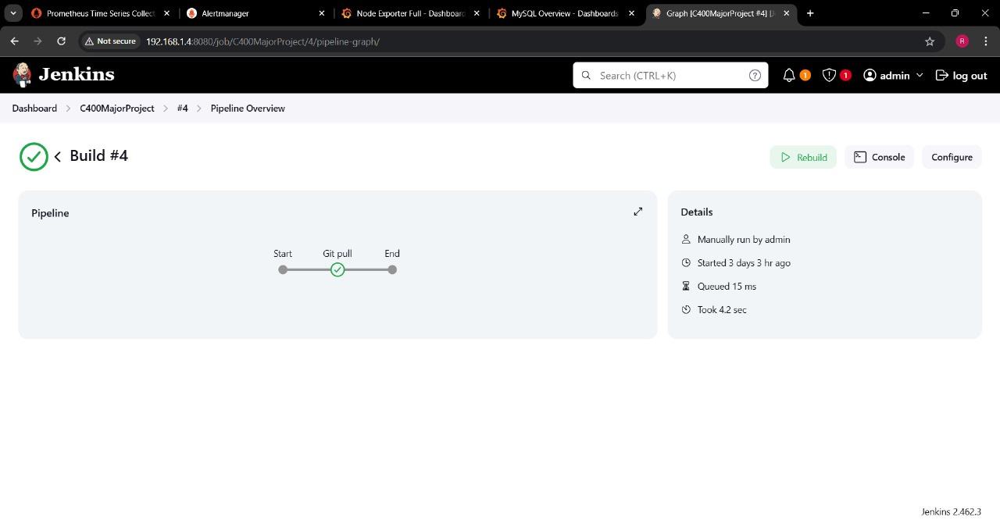 Prometheus Time Series Collect
Alertmanager
Node Exporter Full - Dashboard
MySQL Overview - Dashboards
Graph [C400MajorProject #4] [J
Not secure
192.168.1.4:8080/job/C400MajorProject/4/pipeline-graph/
R
Jenkins
Search (CTRL+K)
?
1
1
admin
log out
Dashboard > C400MajorProject > #4 > Pipeline Overview
Build #4
Rebuild
Console
Configure
Pipeline
Start Git pull End
Details
Manually run by admin
Started 3 days 3 hr ago
Queued 15 ms
Took 4.2 sec
Jenkins 2.462.3